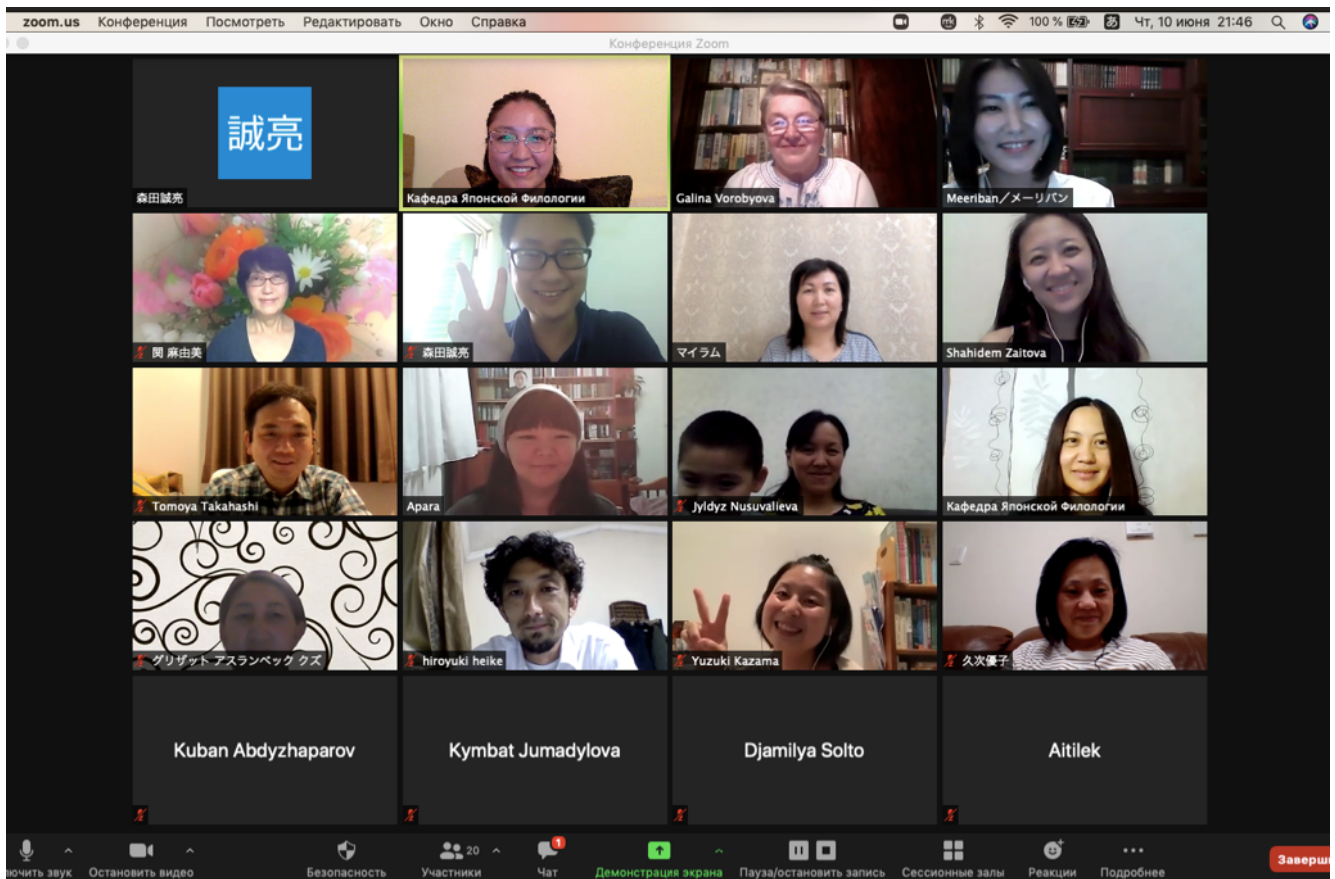 zoom.us Конференция Посмотреть Редактировать Окно Справка 100 % あ Чт, 10 июня 21:46
Конференция Zoom
誠亮
森田誠亮
Кафедра Японской Филологии
Galina Vorobyova
Meeriban/メーリバン
関 麻由美
森田誠亮
マイラム
Shahidem Zaitova
Tomoya Takahashi
Apara
Jyldyz Nusuvalieva
Кафедра Японской Филологии
グリザット アスランベック クズ
hiroyuki heike
Yuzuki Kazama
久次優子
Kuban Abdyzhaparov
Kymbat Jumadylova
Djamilya Solto
Aitilek
20
1
ючить звук Остановить видео Безопасность Участники Чат Демонстрация экрана Пауза/остановить запись Сессионные залы Реакции Подробнее Заверши